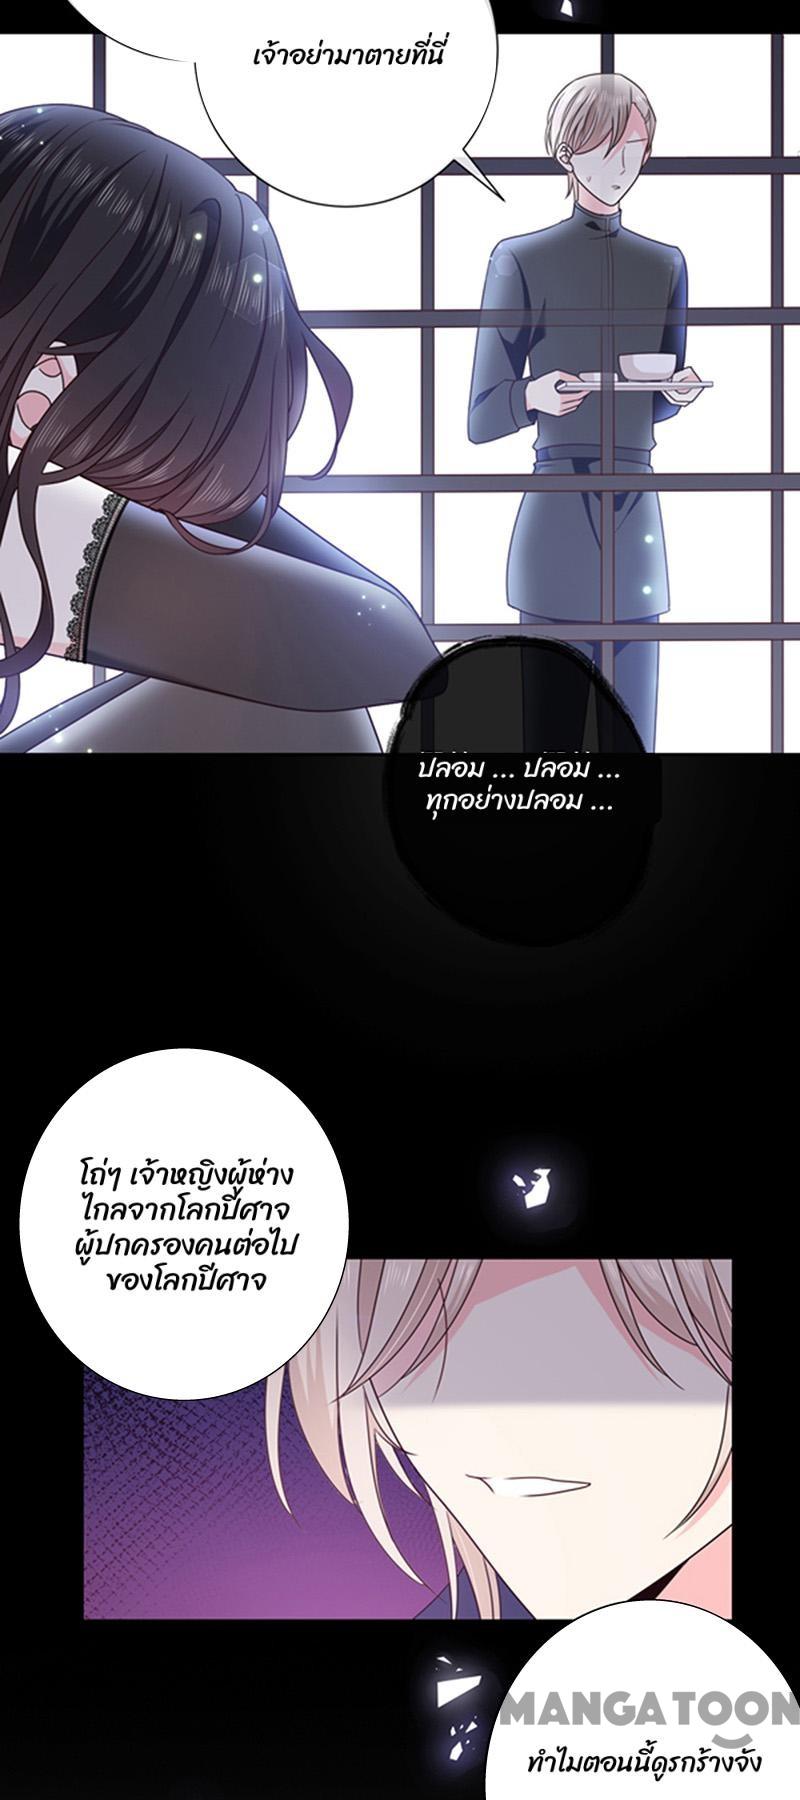 เจ้าอย่ามาตายที่นี่
ปลอม ... ปลอม ...
ทุกอย่างปลอม ...
โถ่ๆ เจ้าหญิงผู้ห่าง
ไกลจากโลกปีศาจ
ผู้ปกครองคนต่อไป
ของโลกปีศาจ
MANGATOON
ทำไมตอนนี้ดูรกร้างจัง